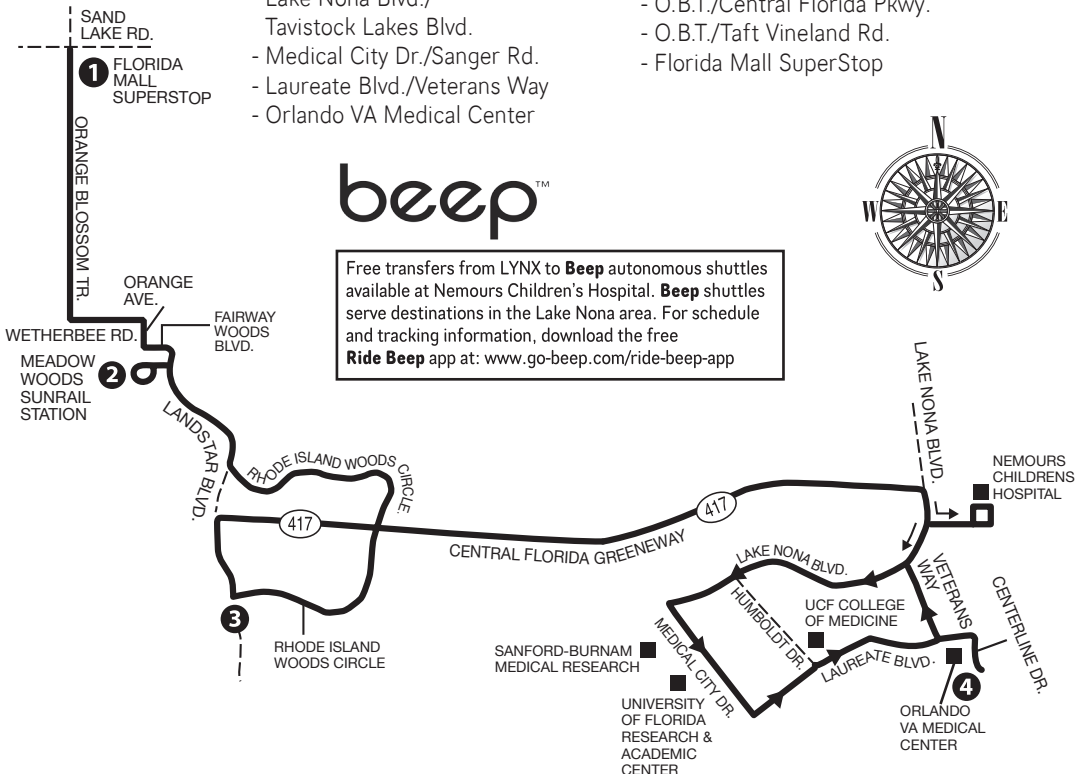 Lake Nona Blvd./
Tavistock Lakes Blvd.
- Medical City Dr./Sanger Rd.
- Laureate Blvd./Veterans Way
- Orlando VA Medical Center
- O.B.T./Central Florida Pkwy.
- O.B.T./Taft Vineland Rd.
- Florida Mall SuperStop
SAND
LAKE RD.
1
FLORIDA
MALL
SUPERSTOP
ORANGE BLOSSOM TR.
beep™
N
W
E
S
Free transfers from LYNX to Beep autonomous shuttles
available at Nemours Children's Hospital. Beep shuttles
serve destinations in the Lake Nona area. For schedule
and tracking information, download the free
Ride Beep app at: www.go-beep.com/ride-beep-app
ORANGE
AVE.
WETHERBEE RD.
FAIRWAY
WOODS
BLVD.
MEADOW
WOODS
SUNRAIL
STATION
2
LANDSTAR BLVD.
RHODE ISLAND WOODS CIRCLE.
417
CENTRAL FLORIDA GREENEWAY
417
LAKE NONA BLVD.
NEMOURS
CHILDRENS
HOSPITAL
3
RHODE ISLAND
WOODS CIRCLE
LAKE NONA BLVD.
HUMBOLDT DR.
UCF COLLEGE
OF MEDICINE
VETERANS
WAY
CENTERLINE DR.
SANFORD-BURNAM
MEDICAL RESEARCH
MEDICAL CITY DR.
LAUREATE BLVD.
4
UNIVERSITY
OF FLORIDA
RESEARCH &
ACADEMIC
CENTER
ORLANDO
VA MEDICAL
CENTER